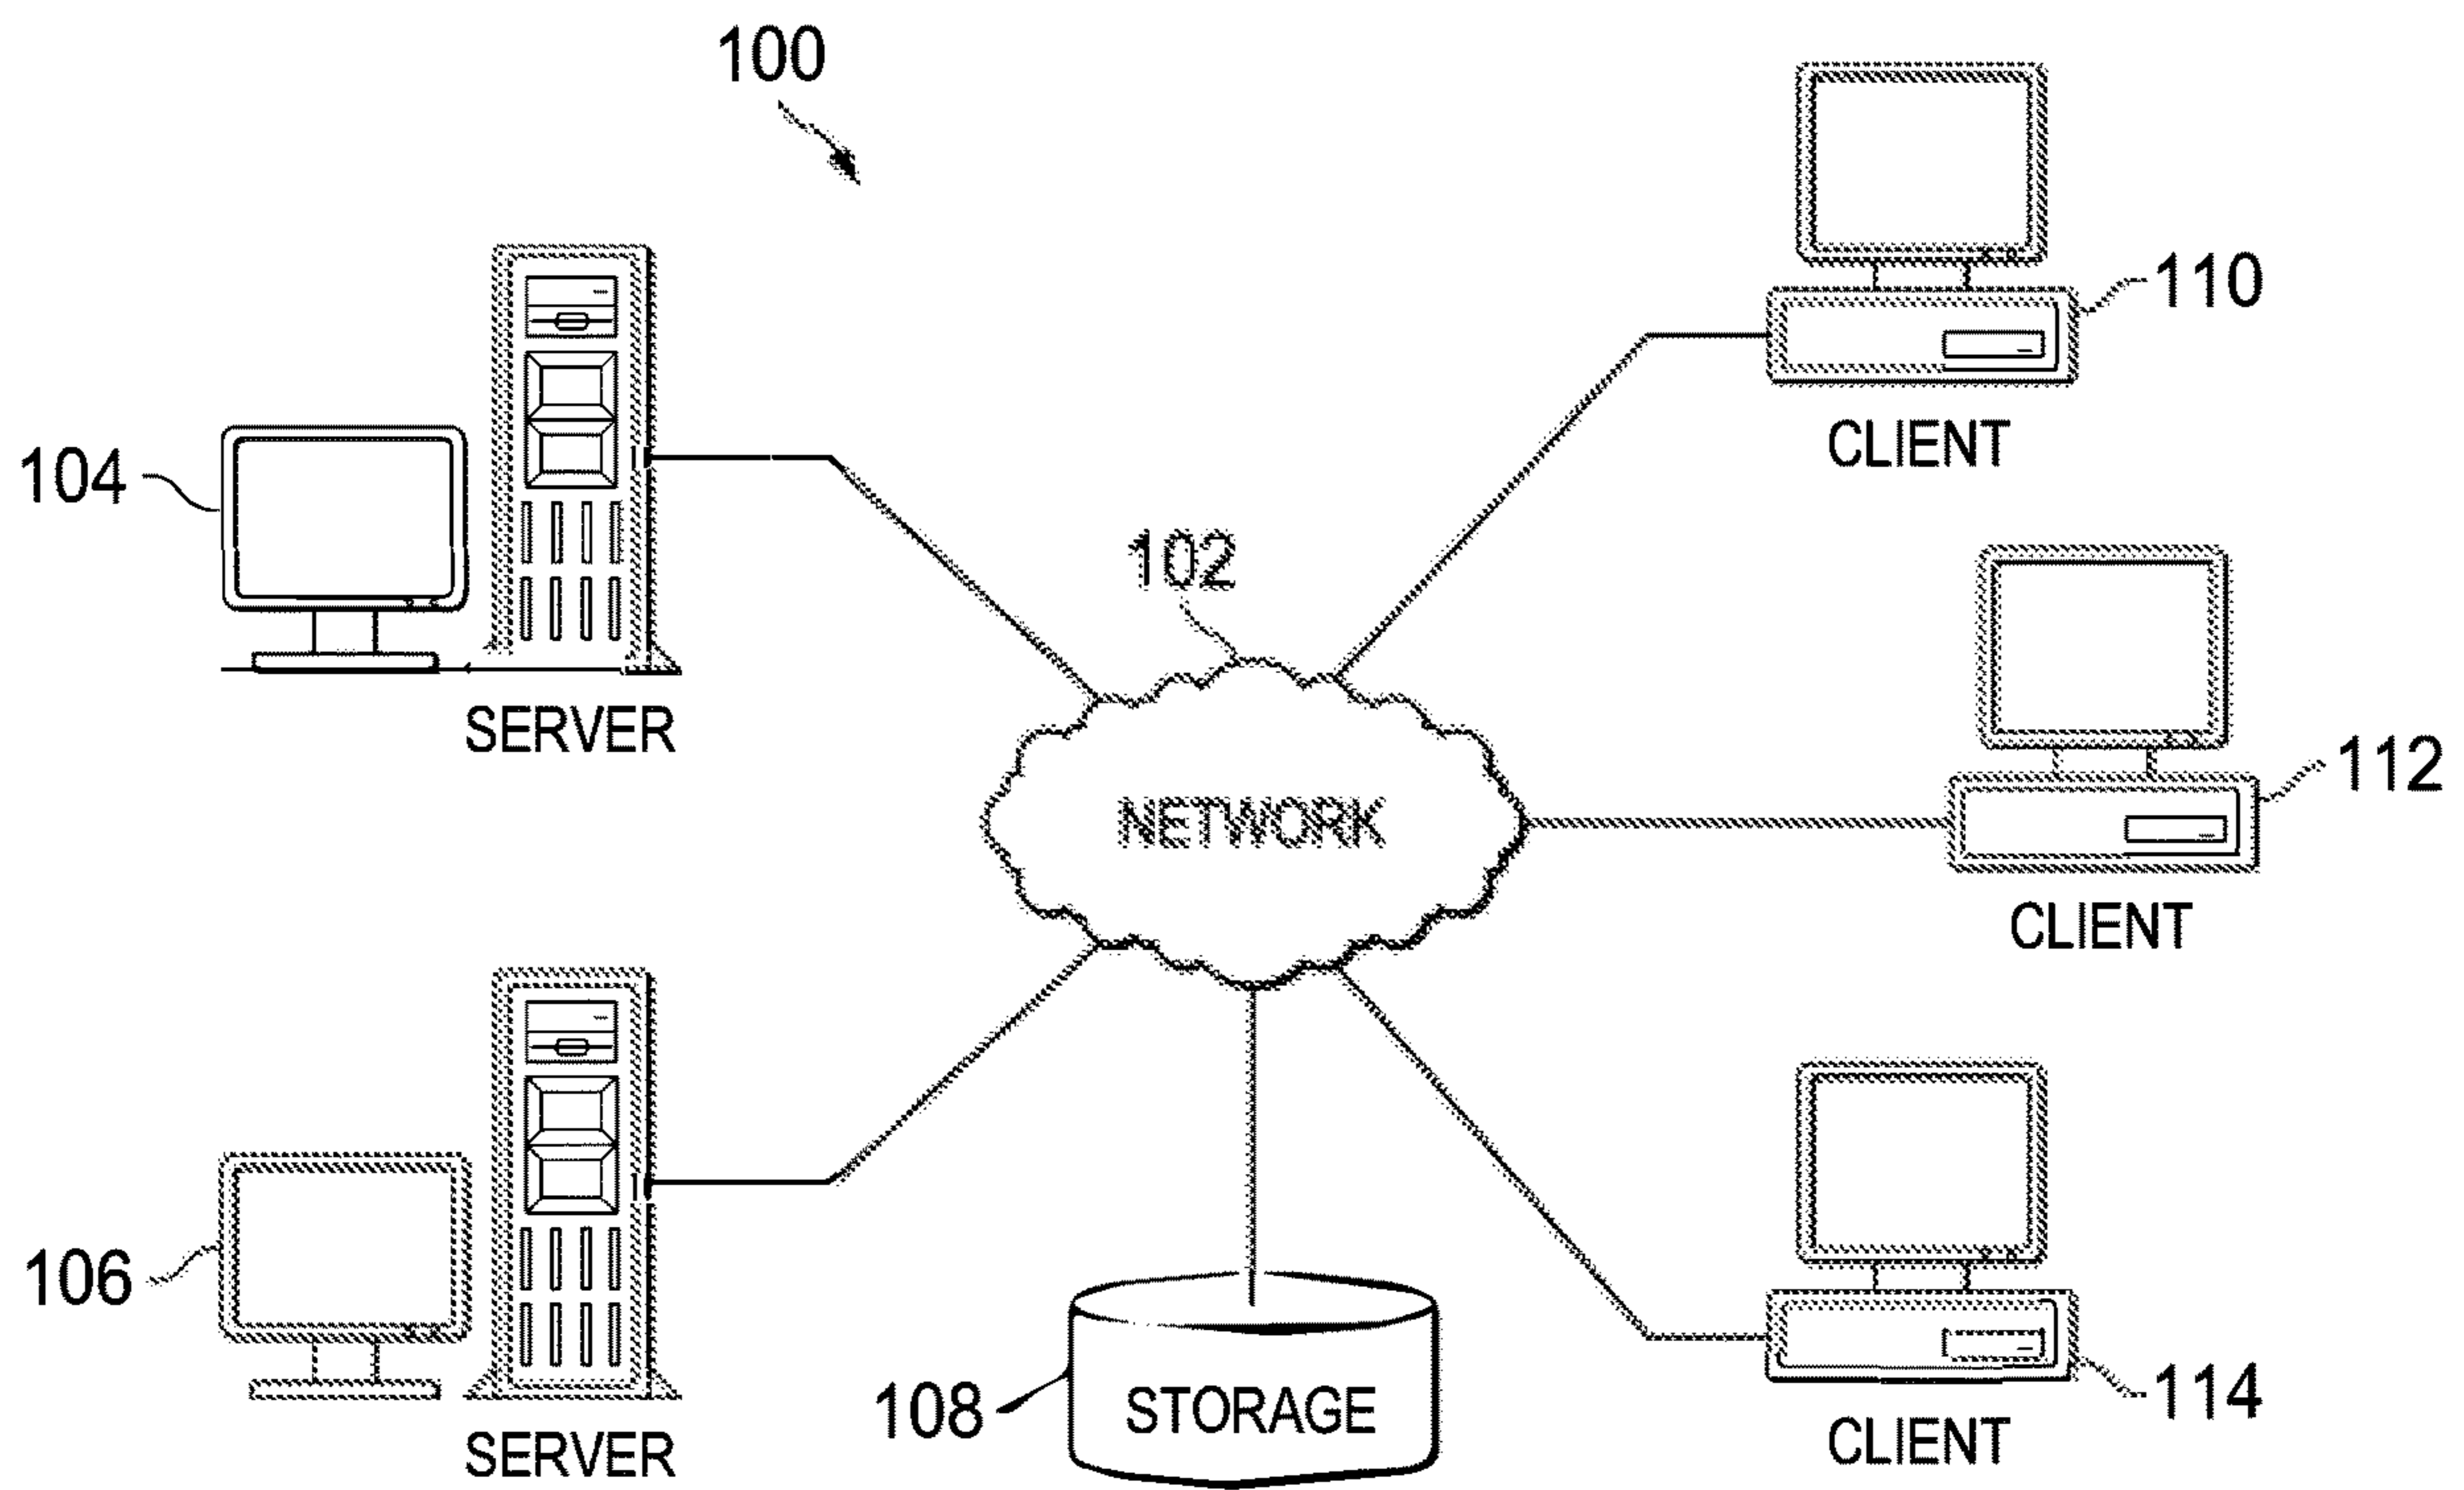 100
110
CLIENT
104
102
SERVER
112
NETWORK
CLIENT
106
108
STORAGE
114
CLIENT
SERVER